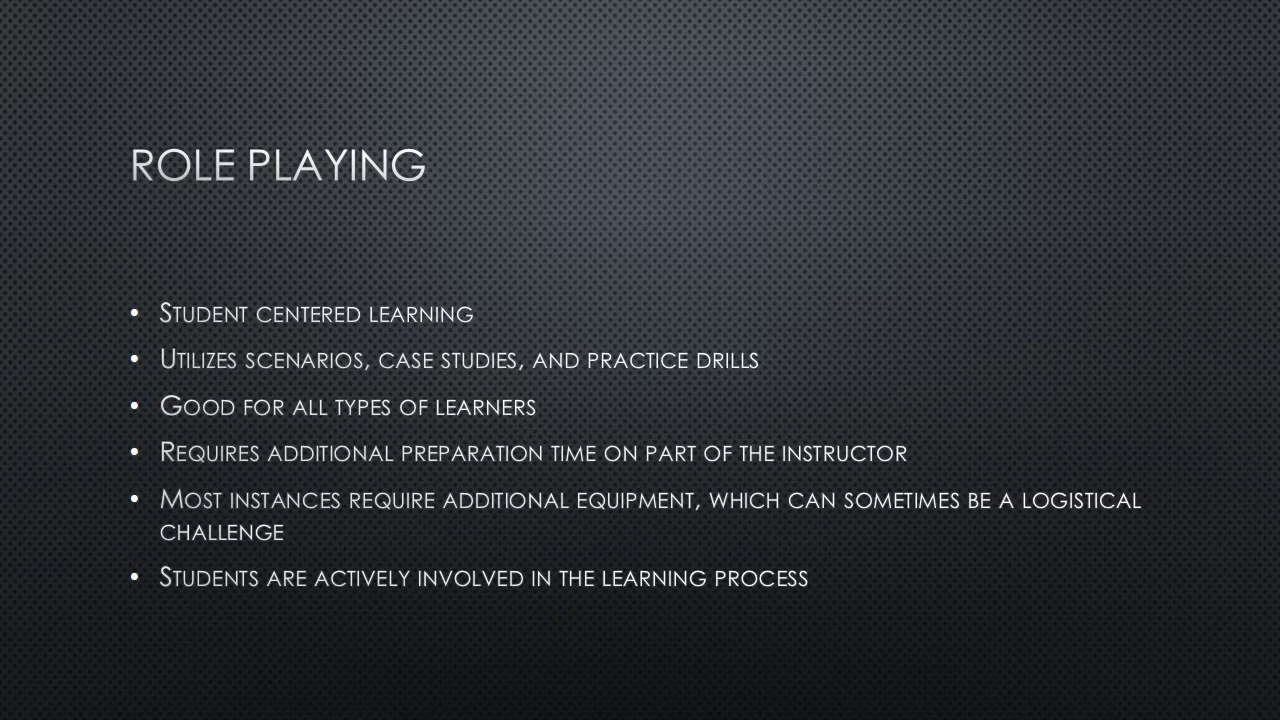 ROLE PLAYING
• STUDENT CENTERED LEARNING
• UTILIZES SCENARIOS, CASE STUDIES, AND PRACTICE DRILLS
• GOOD FOR ALL TYPES OF LEARNERS
• REQUIRES ADDITIONAL PREPARATION TIME ON PART OF THE INSTRUCTOR
• MOST INSTANCES REQUIRE ADDITIONAL EQUIPMENT, WHICH CAN SOMETIMES BE A LOGISTICAL
CHALLENGE
• STUDENTS ARE ACTIVELY INVOLVED IN THE LEARNING PROCESS